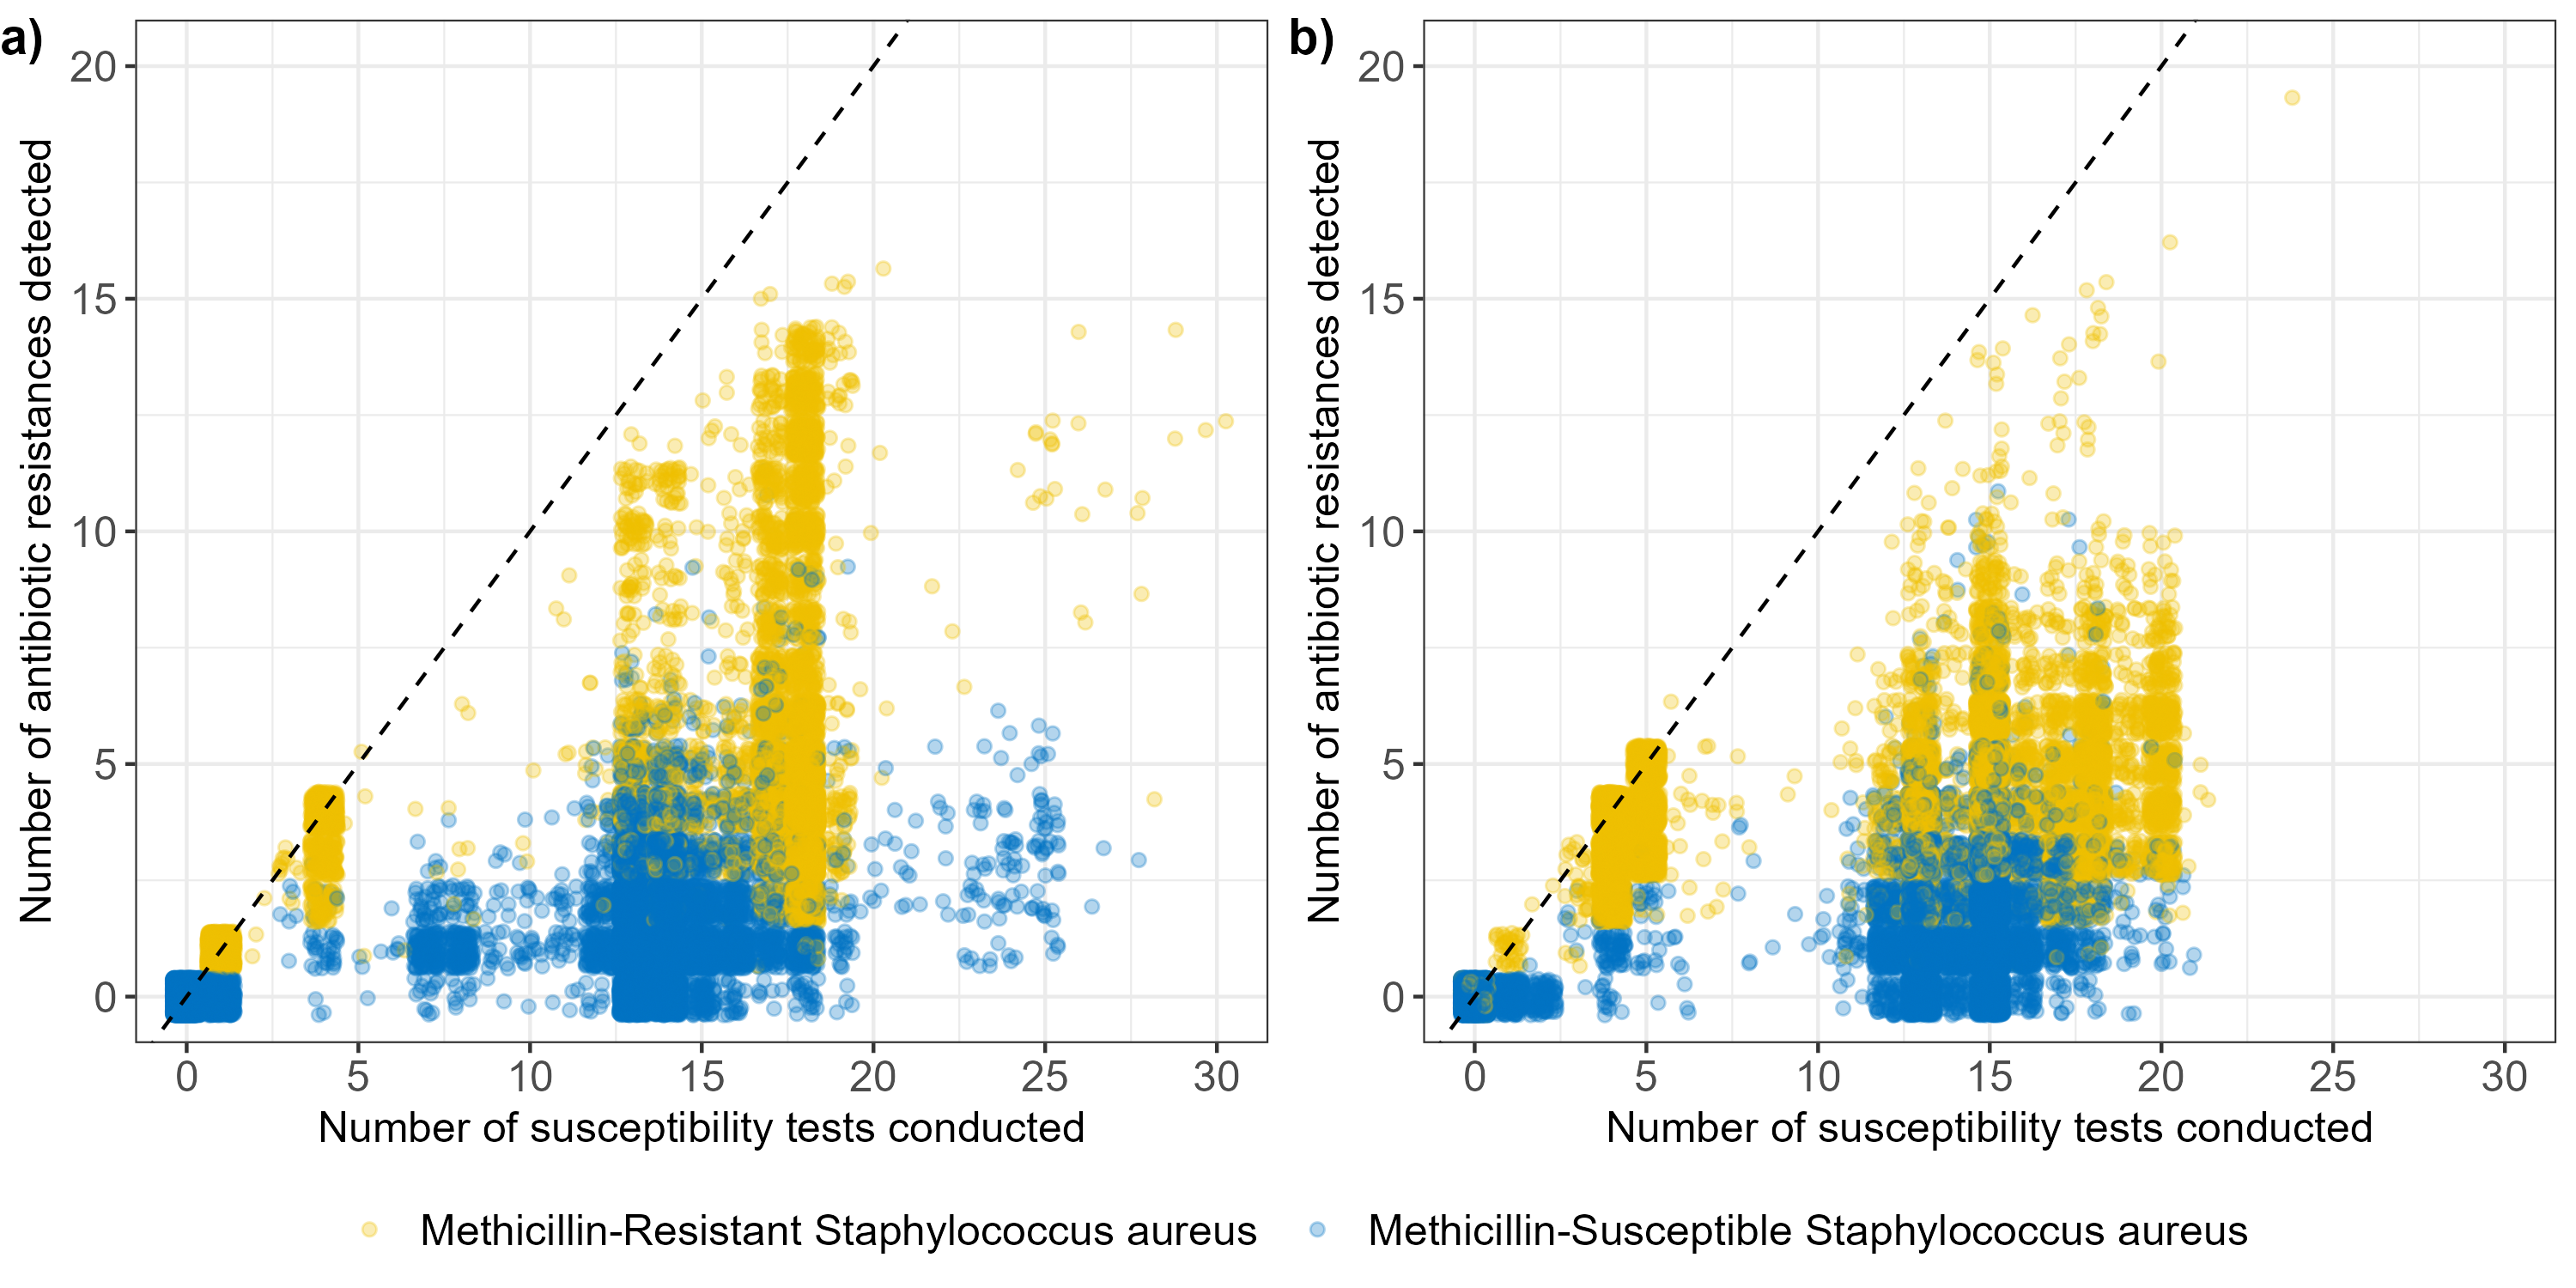 a)
Number of antibiotic resistances detected
20
15
10
5
0
0 5 10 15 20 25 30
Number of susceptibility tests conducted
b)
Number of antibiotic resistances detected
20
15
10
5
0
0 5 10 15 20 25 30
Number of susceptibility tests conducted
Methicillin-Resistant Staphylococcus aureus
Methicillin-Susceptible Staphylococcus aureus